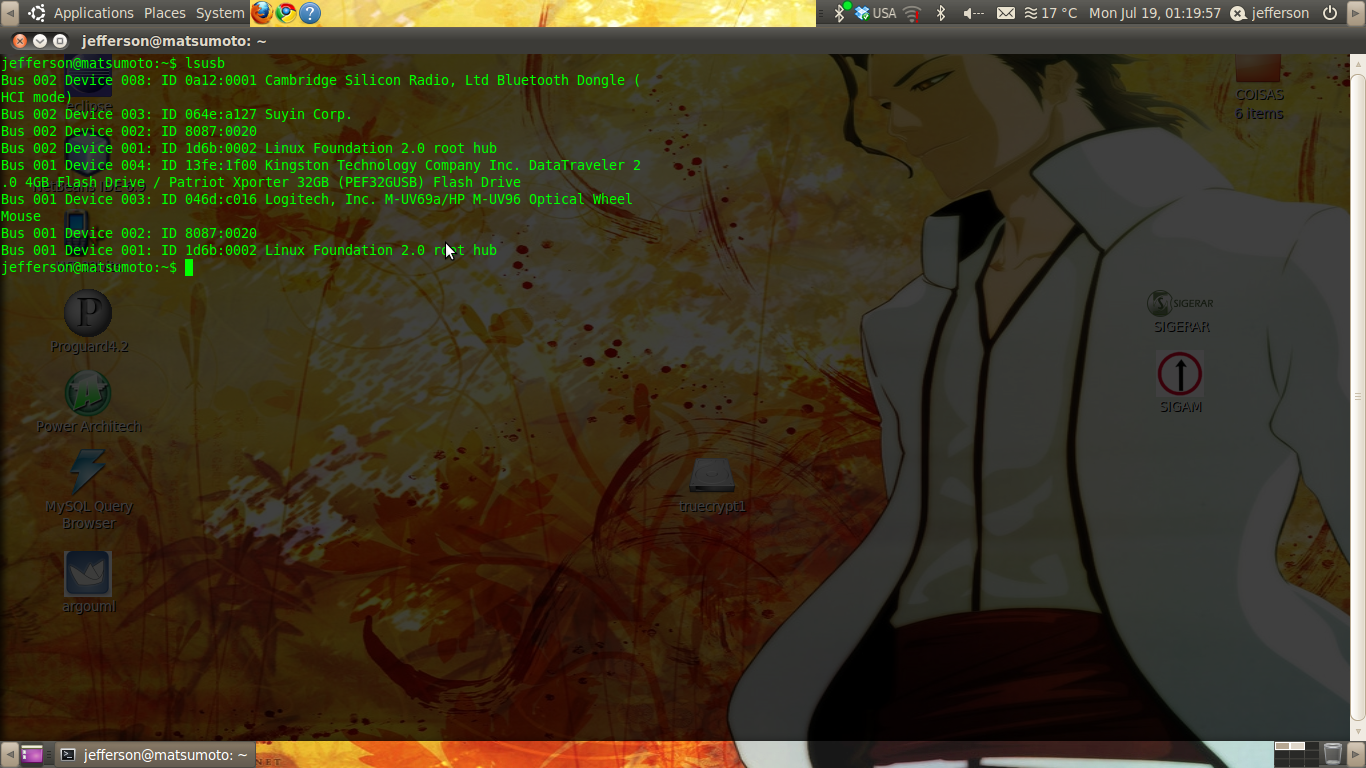 Applications Places System USA 17 °C Mon Jul 19, 01:19:57 jefferson
jefferson@matsumoto: ~
jefferson@matsumoto:~$ lsusb
Bus 002 Device 008: ID 0a12:0001 Cambridge Silicon Radio, Ltd Bluetooth Dongle (
HCI mode)
Bus 002 Device 003: ID 064e:a127 Suyin Corp.
Bus 002 Device 002: ID 8087:0020
Bus 002 Device 001: ID 1d6b:0002 Linux Foundation 2.0 root hub
Bus 001 Device 004: ID 13fe:1f00 Kingston Technology Company Inc. DataTraveler 2
.0 4GB Flash Drive / Patriot Xporter 32GB (PEF32GUSB) Flash Drive
Bus 001 Device 003: ID 046d:c016 Logitech, Inc. M-UV69a/HP M-UV96 Optical Wheel
Mouse
Bus 001 Device 002: ID 8087:0020
Bus 001 Device 001: ID 1d6b:0002 Linux Foundation 2.0 root hub
jefferson@matsumoto:~$
eclipse
Proguard4.2
Power Architech
MySQL Query
Browser
argouml
truecrypt1
COISAS
6 items
SIGERAR
SIGERAR
SIGAM
jefferson@matsumoto: ~